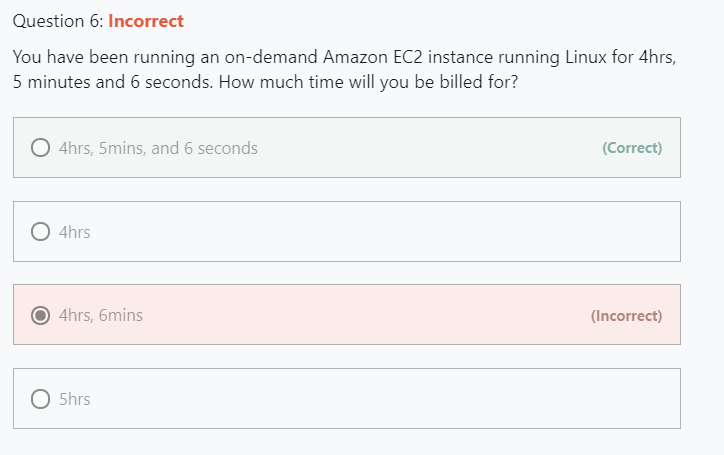 Question 6: Incorrect
You have been running an on-demand Amazon EC2 instance running Linux for 4hrs,
5 minutes and 6 seconds. How much time will you be billed for?
4hrs, 5mins, and 6 seconds (Correct)
4hrs
4hrs, 6mins (Incorrect)
5hrs